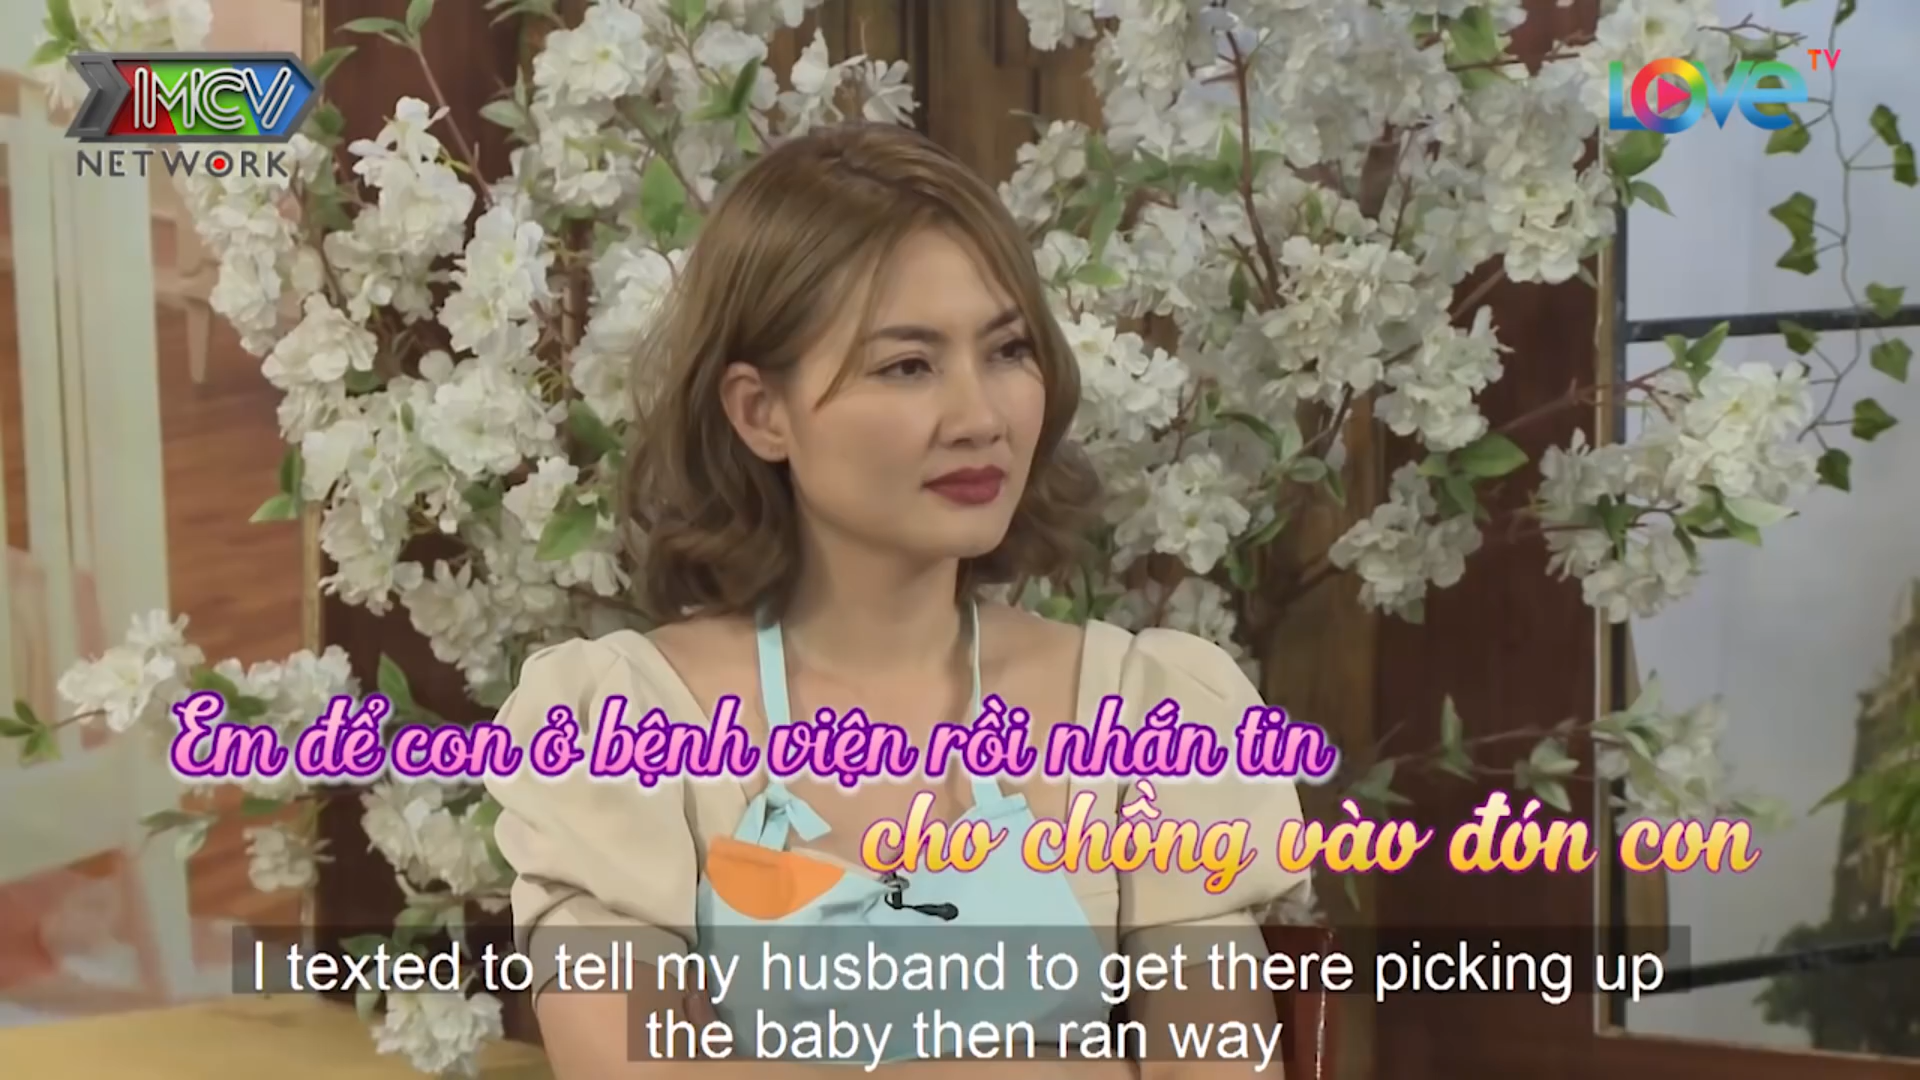 MCV
NETWORK
LOVE TV
Em để con ở bệnh viện rồi nhắn tin
cho chồng vào đón con
I texted to tell my husband to get there picking up
the baby then ran way